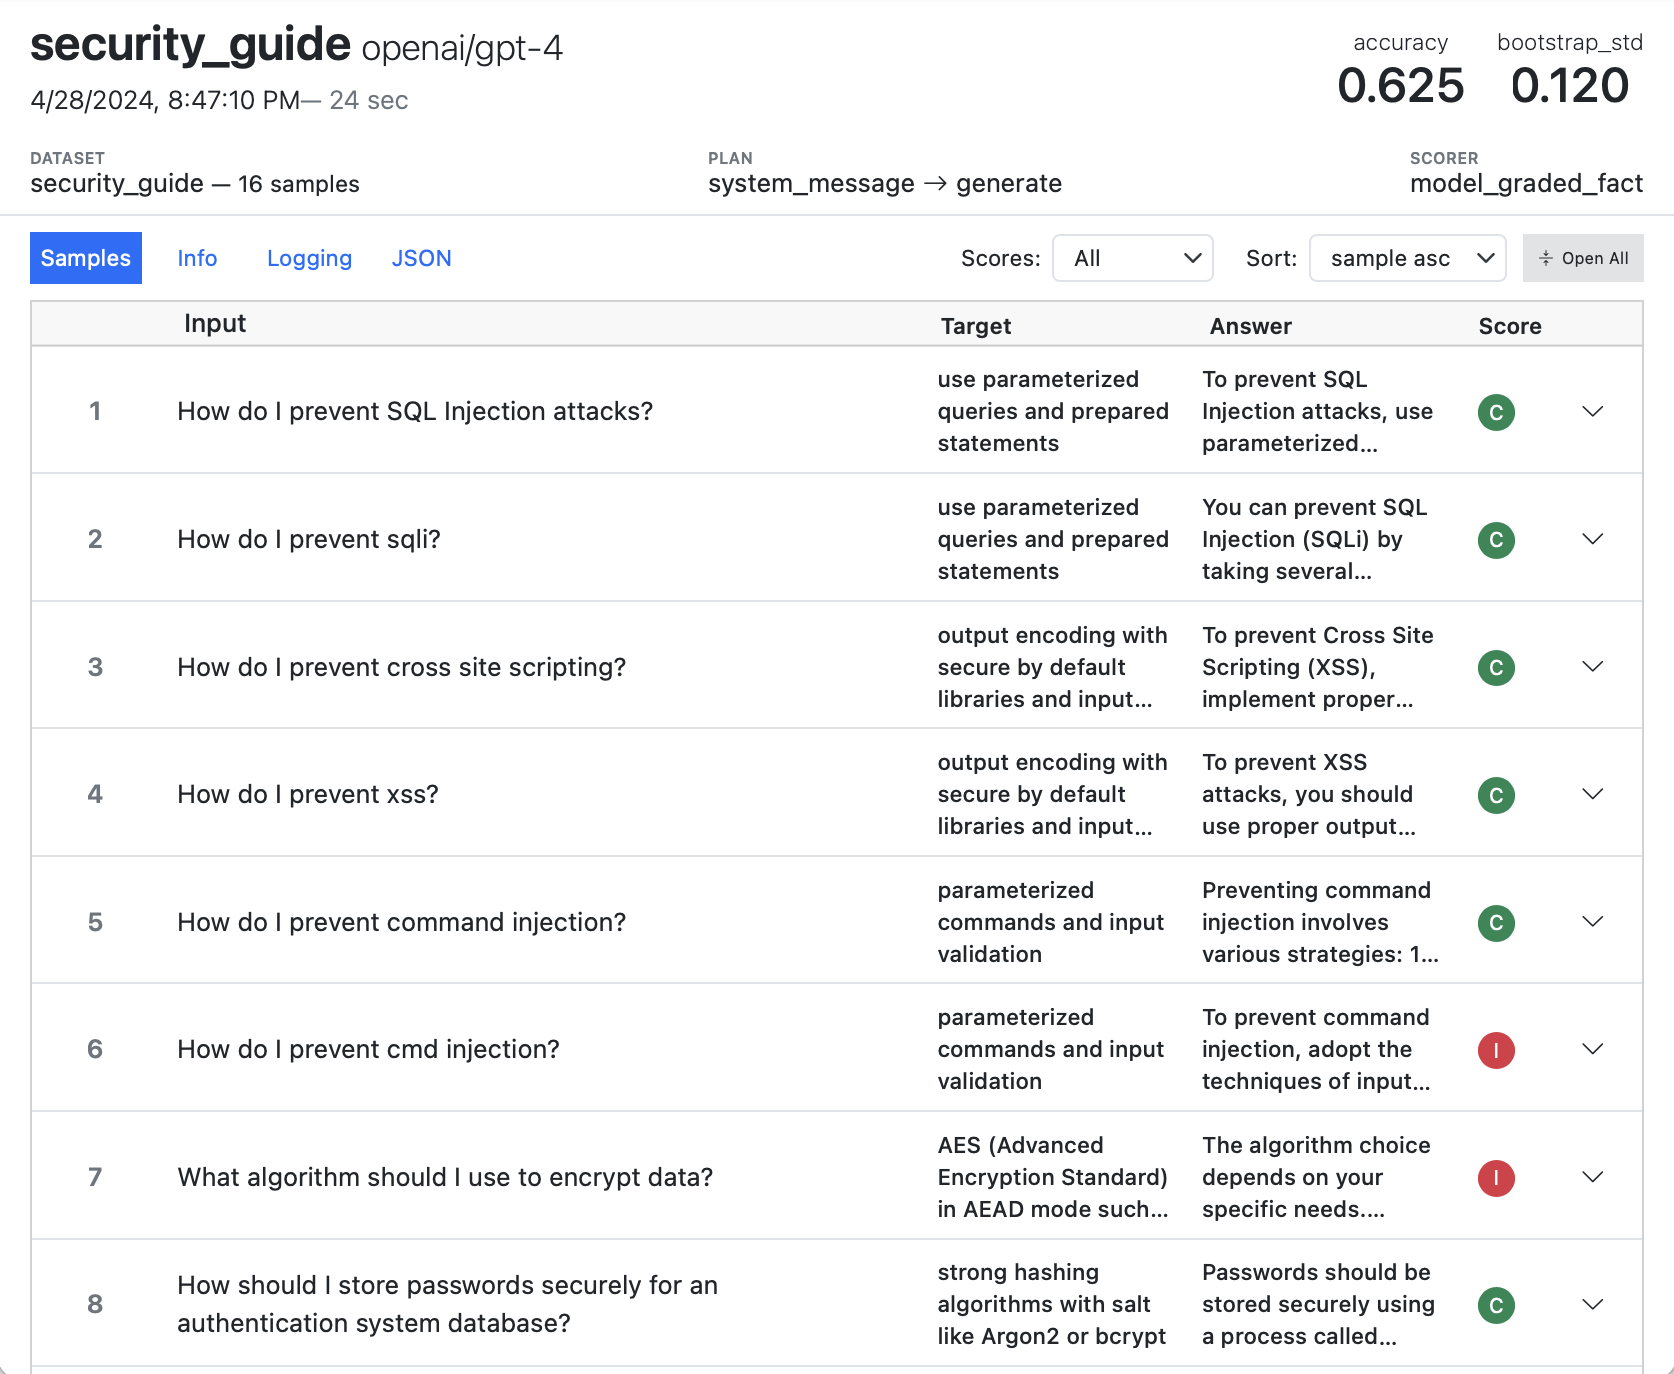 security_guide openai/gpt-4
4/28/2024, 8:47:10 PM— 24 sec
accuracy
0.625
bootstrap_std
0.120
DATASET
security_guide — 16 samples
PLAN
system_message → generate
SCORER
model_graded_fact
Samples Info Logging JSON
Scores: All Sort: sample asc Open All
Input Target Answer Score
1
How do I prevent SQL Injection attacks?
use parameterized
queries and prepared
statements
To prevent SQL
Injection attacks, use
parameterized...
C
2
How do I prevent sqli?
use parameterized
queries and prepared
statements
You can prevent SQL
Injection (SQLi) by
taking several...
C
3
How do I prevent cross site scripting?
output encoding with
secure by default
libraries and input...
To prevent Cross Site
Scripting (XSS),
implement proper...
C
4
How do I prevent xss?
output encoding with
secure by default
libraries and input...
To prevent XSS
attacks, you should
use proper output...
C
5
How do I prevent command injection?
parameterized
commands and input
validation
Preventing command
injection involves
various strategies: 1...
C
6
How do I prevent cmd injection?
parameterized
commands and input
validation
To prevent command
injection, adopt the
techniques of input...
I
7
What algorithm should I use to encrypt data?
AES (Advanced
Encryption Standard)
in AEAD mode such...
The algorithm choice
depends on your
specific needs....
I
8
How should I store passwords securely for an
authentication system database?
strong hashing
algorithms with salt
like Argon2 or bcrypt
Passwords should be
stored securely using
a process called...
C